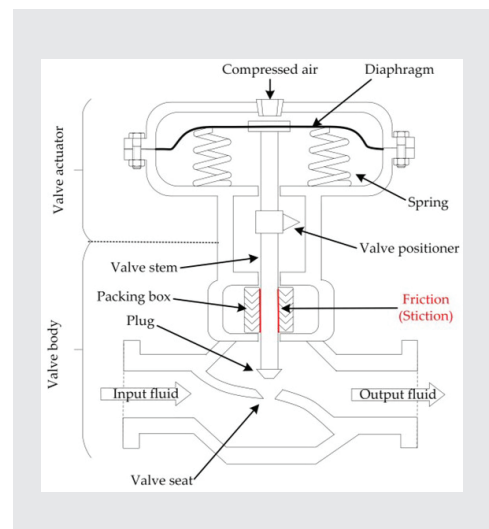 Compressed air
Diaphragm
Valve actuator
Spring
Valve positioner
Valve stem
Packing box
Friction
(Stiction)
Plug
Valve body
Input fluid
Output fluid
Valve seat